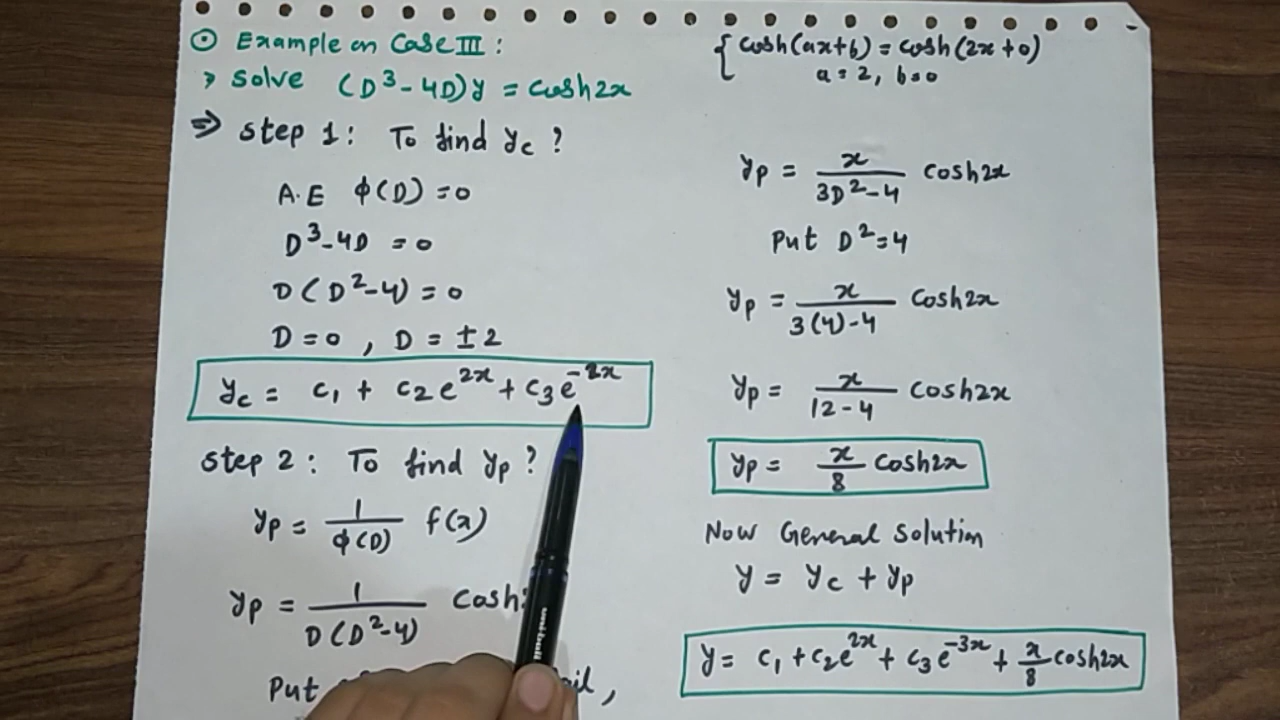 ⊙ Example on Case III :
> Solve (D³-4D)y = cosh2x
⇒ Step 1: To find yc ?
A.E φ(D) = 0
D³-4D = 0
D(D²-4) = 0
D = 0 , D = ±2
yc = c₁ + c₂e^2x + c₃e^-2x
Step 2: To find yp ?
yp = 1/φ(D) f(x)
yp = 1/D(D²-4) cosh
Put
{ cosh(ax+b) = cosh(2x+0)
a = 2, b = 0
yp = x/3D²-4 cosh2x
Put D² = 4
yp = x/3(4)-4 cosh2x
yp = x/12-4 cosh2x
yp = x/8 cosh2x
Now General Solution
y = yc + yp
y = c₁ + c₂e^2x + c₃e^-3x + x/8 cosh2x
uni-ball